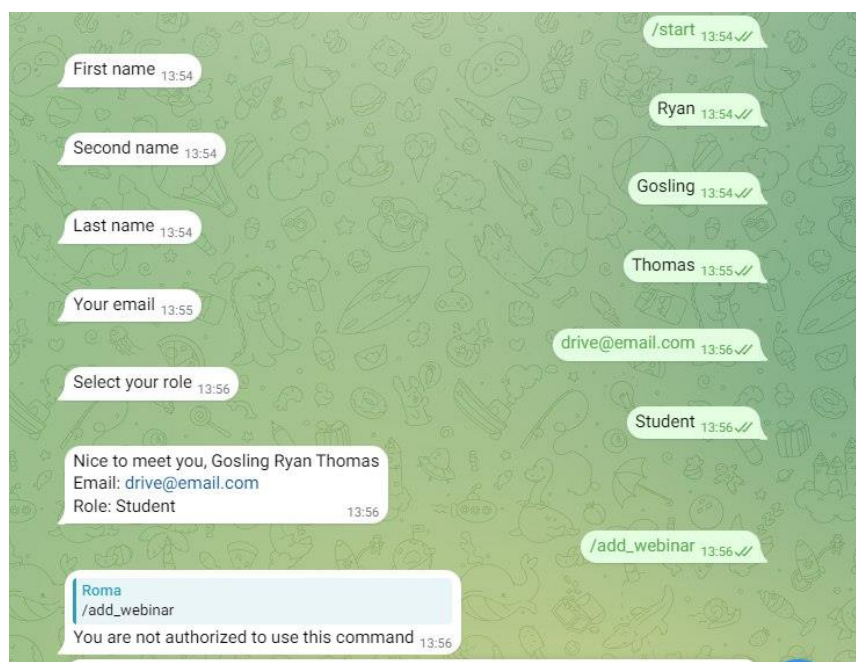 /start 13:54
First name 13:54
Ryan 13:54
Second name 13:54
Gosling 13:54
Last name 13:54
Thomas 13:55
Your email 13:55
drive@email.com 13:56
Select your role 13:56
Student 13:56
Nice to meet you, Gosling Ryan Thomas
Email: drive@email.com
Role: Student 13:56
/add_webinar 13:56
Roma
/add_webinar
You are not authorized to use this command 13:56